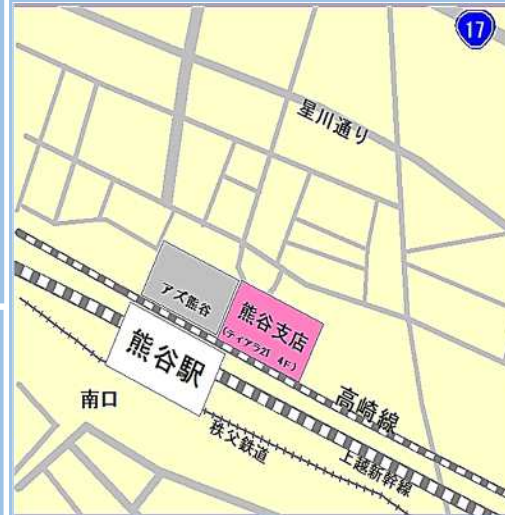 17
星川通り
アズ熊谷
熊谷支店
(ティアラ21 4F)
熊谷駅
高崎線
南口
秩父鉄道
上越新幹線